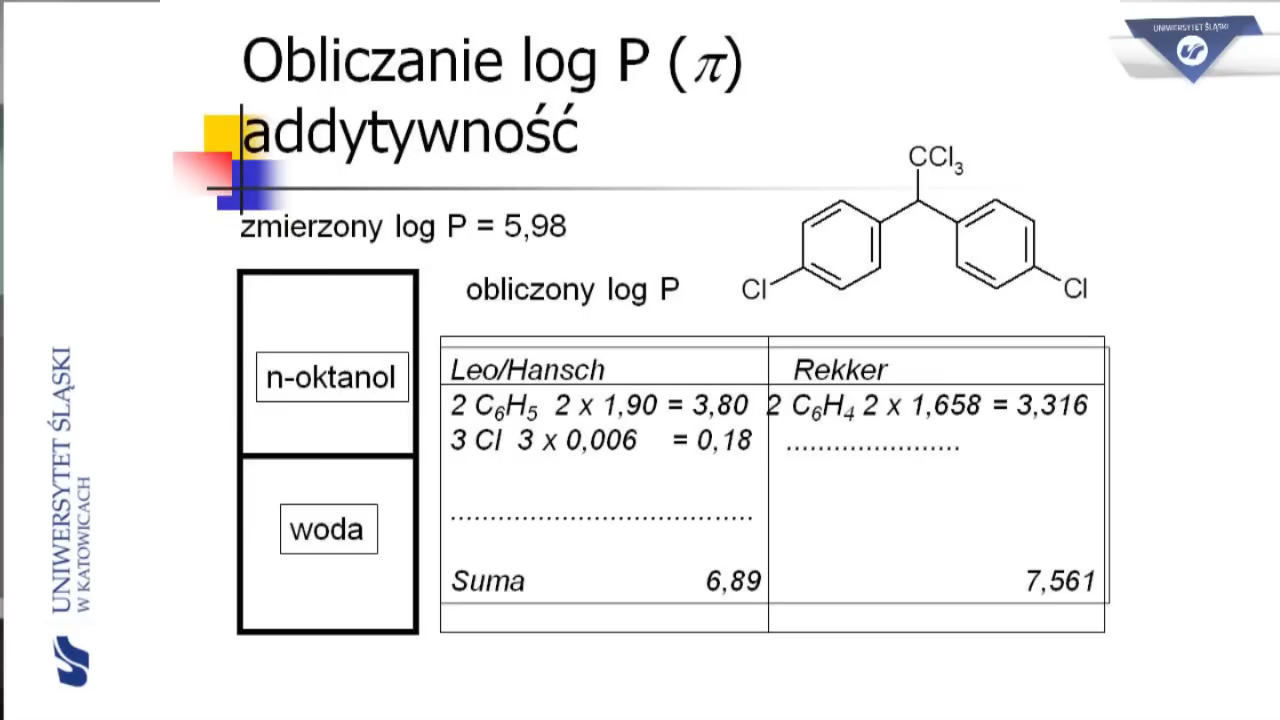 Obliczanie log P (π)
addytywność
UNIWERSYTET ŚLĄSKI
CCl3
zmierzony log P = 5,98
Cl
Cl
obliczony log P
n-oktanol
woda
Leo/Hansch
Rekker
2 C6H5 2 x 1,90 = 3,80
2 C6H4 2 x 1,658 = 3,316
3 Cl 3 x 0,006 = 0,18
......................
......................................
Suma 6,89
7,561
UNIWERSYTET ŚLĄSKI
W KATOWICACH